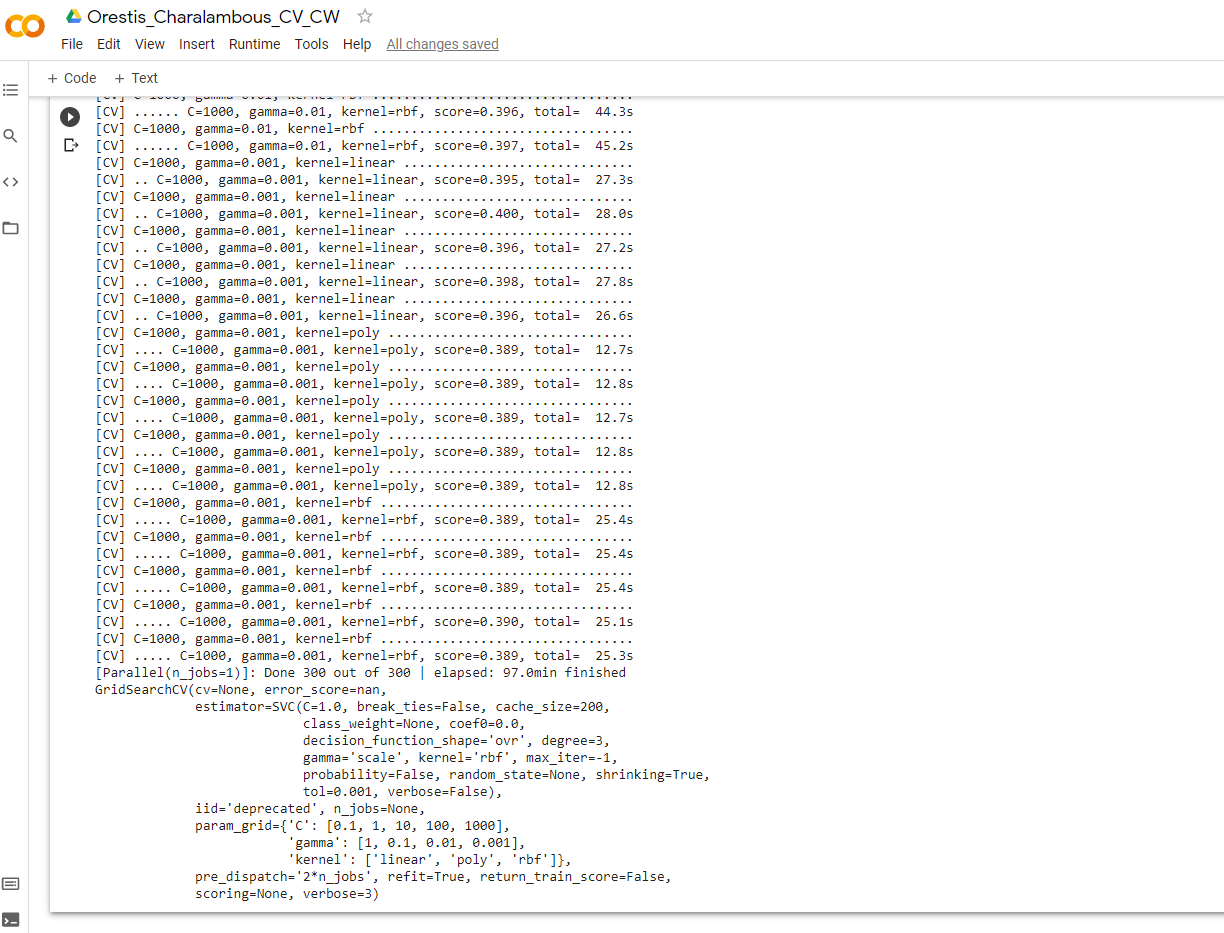 Orestis_Charalambous_CV_CW
File Edit View Insert Runtime Tools Help All changes saved
+ Code + Text
[CV] C=1000, gamma=0.01, kernel=rbf .................................
[CV] ...... C=1000, gamma=0.01, kernel=rbf, score=0.396, total=  44.3s
[CV] C=1000, gamma=0.01, kernel=rbf ..................................
[CV] ...... C=1000, gamma=0.01, kernel=rbf, score=0.397, total=  45.2s
[CV] C=1000, gamma=0.001, kernel=linear ..............................
[CV] .. C=1000, gamma=0.001, kernel=linear, score=0.395, total=  27.3s
[CV] C=1000, gamma=0.001, kernel=linear ..............................
[CV] .. C=1000, gamma=0.001, kernel=linear, score=0.400, total=  28.0s
[CV] C=1000, gamma=0.001, kernel=linear ..............................
[CV] .. C=1000, gamma=0.001, kernel=linear, score=0.396, total=  27.2s
[CV] C=1000, gamma=0.001, kernel=linear ..............................
[CV] .. C=1000, gamma=0.001, kernel=linear, score=0.398, total=  27.8s
[CV] C=1000, gamma=0.001, kernel=linear ..............................
[CV] .. C=1000, gamma=0.001, kernel=linear, score=0.396, total=  26.6s
[CV] C=1000, gamma=0.001, kernel=poly ................................
[CV] .... C=1000, gamma=0.001, kernel=poly, score=0.389, total=  12.7s
[CV] C=1000, gamma=0.001, kernel=poly ................................
[CV] .... C=1000, gamma=0.001, kernel=poly, score=0.389, total=  12.8s
[CV] C=1000, gamma=0.001, kernel=poly ................................
[CV] .... C=1000, gamma=0.001, kernel=poly, score=0.389, total=  12.7s
[CV] C=1000, gamma=0.001, kernel=poly ................................
[CV] .... C=1000, gamma=0.001, kernel=poly, score=0.389, total=  12.8s
[CV] C=1000, gamma=0.001, kernel=poly ................................
[CV] .... C=1000, gamma=0.001, kernel=poly, score=0.389, total=  12.8s
[CV] C=1000, gamma=0.001, kernel=rbf .................................
[CV] ..... C=1000, gamma=0.001, kernel=rbf, score=0.389, total=  25.4s
[CV] C=1000, gamma=0.001, kernel=rbf .................................
[CV] ..... C=1000, gamma=0.001, kernel=rbf, score=0.389, total=  25.4s
[CV] C=1000, gamma=0.001, kernel=rbf .................................
[CV] ..... C=1000, gamma=0.001, kernel=rbf, score=0.389, total=  25.4s
[CV] C=1000, gamma=0.001, kernel=rbf .................................
[CV] ..... C=1000, gamma=0.001, kernel=rbf, score=0.390, total=  25.1s
[CV] C=1000, gamma=0.001, kernel=rbf .................................
[CV] ..... C=1000, gamma=0.001, kernel=rbf, score=0.389, total=  25.3s
[Parallel(n_jobs=1)]: Done 300 out of 300 | elapsed: 97.0min finished
GridSearchCV(cv=None, error_score=nan,
estimator=SVC(C=1.0, break_ties=False, cache_size=200,
class_weight=None, coef0=0.0,
decision_function_shape='ovr', degree=3,
gamma='scale', kernel='rbf', max_iter=-1,
probability=False, random_state=None, shrinking=True,
tol=0.001, verbose=False),
iid='deprecated', n_jobs=None,
param_grid={'C': [0.1, 1, 10, 100, 1000],
'gamma': [1, 0.1, 0.01, 0.001],
'kernel': ['linear', 'poly', 'rbf']},
pre_dispatch='2*n_jobs', refit=True, return_train_score=False,
scoring=None, verbose=3)